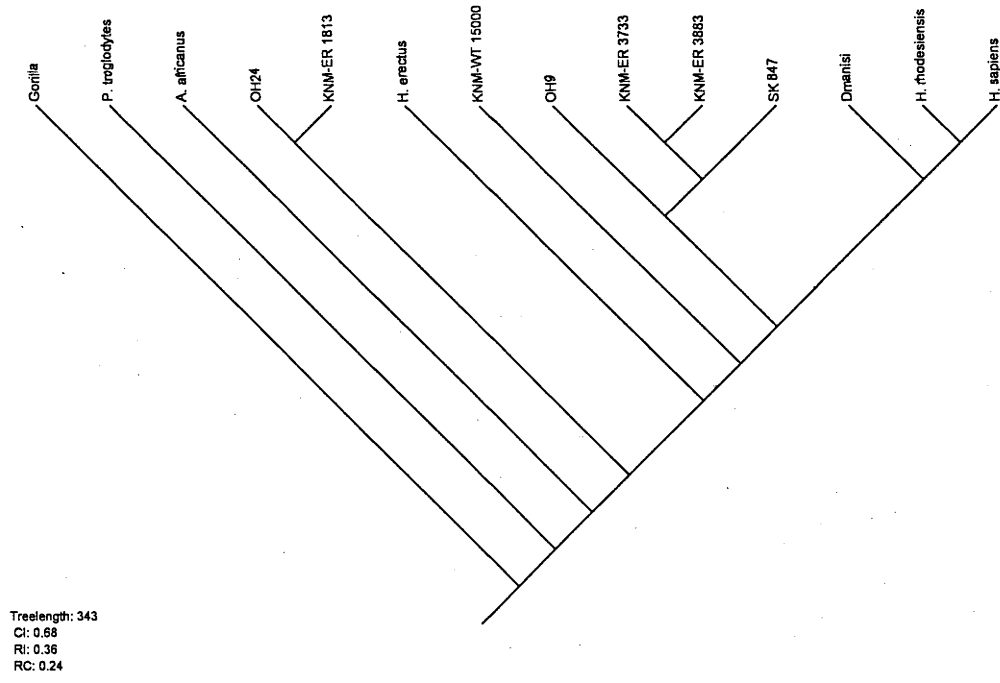 Gorilla
P. troglodytes
A. africanus
OH24
KNM-ER 1813
H. erectus
KNM-WT 15000
OH9
KNM-ER 3733
KNM-ER 3883
SK 847
Dmanisi
H. rhodesiensis
H. sapiens
Treelength: 343
CI: 0.68
RI: 0.36
RC: 0.24